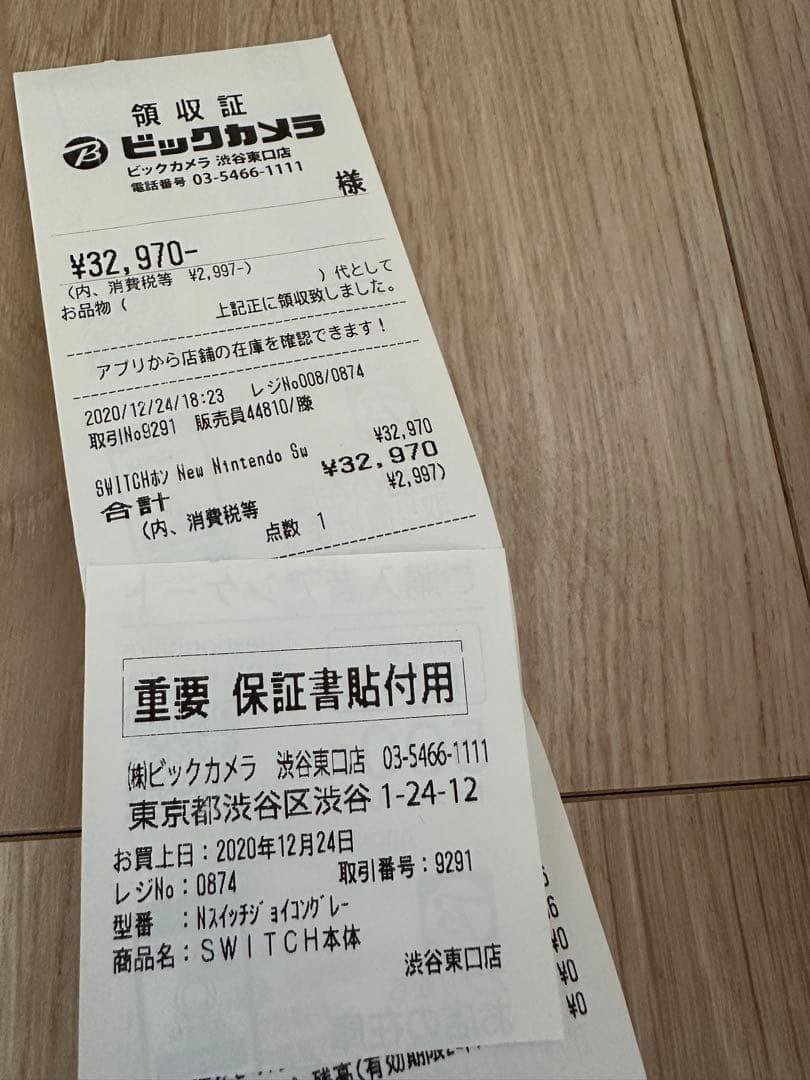 領収証
ビックカメラ
ビックカメラ 渋谷東口店
電話番号 03-5466-1111
様
¥32,970-
(内、消費税等 ¥2,997-)
お品物( )代として
上記正に領収致しました。
アプリから店舗の在庫を確認できます!
2020/12/24/18:23 レジNo008/0874
取引No9291 販売員44810/滕
SWITCHホン New Nintendo Sw ¥32,970
合計 ¥32,970
(内、消費税等 ¥2,997)
点数 1
重要 保証書貼付用
(株)ビックカメラ 渋谷東口店 03-5466-1111
東京都渋谷区渋谷 1-24-12
お買上日:2020年12月24日
レジNo:0874 取引番号:9291
型番 :Nスイッチジョイコングレー
商品名:SWITCH本体
渋谷東口店
¥0
¥0
¥0
残高(有効期限